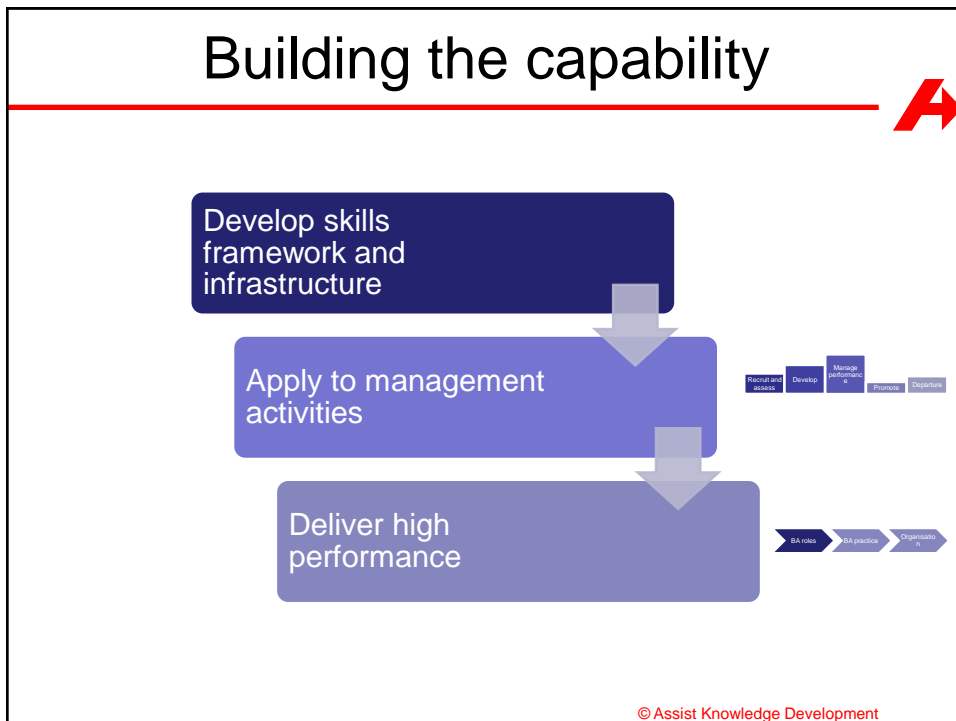 Building the capability
Develop skills
framework and
infrastructure
Apply to management
activities
Recruit and
assess
Develop
Manage
performanc
e
Promote
Departure
Deliver high
performance
BA roles
BA practice
Organisatio
n
© Assist Knowledge Development